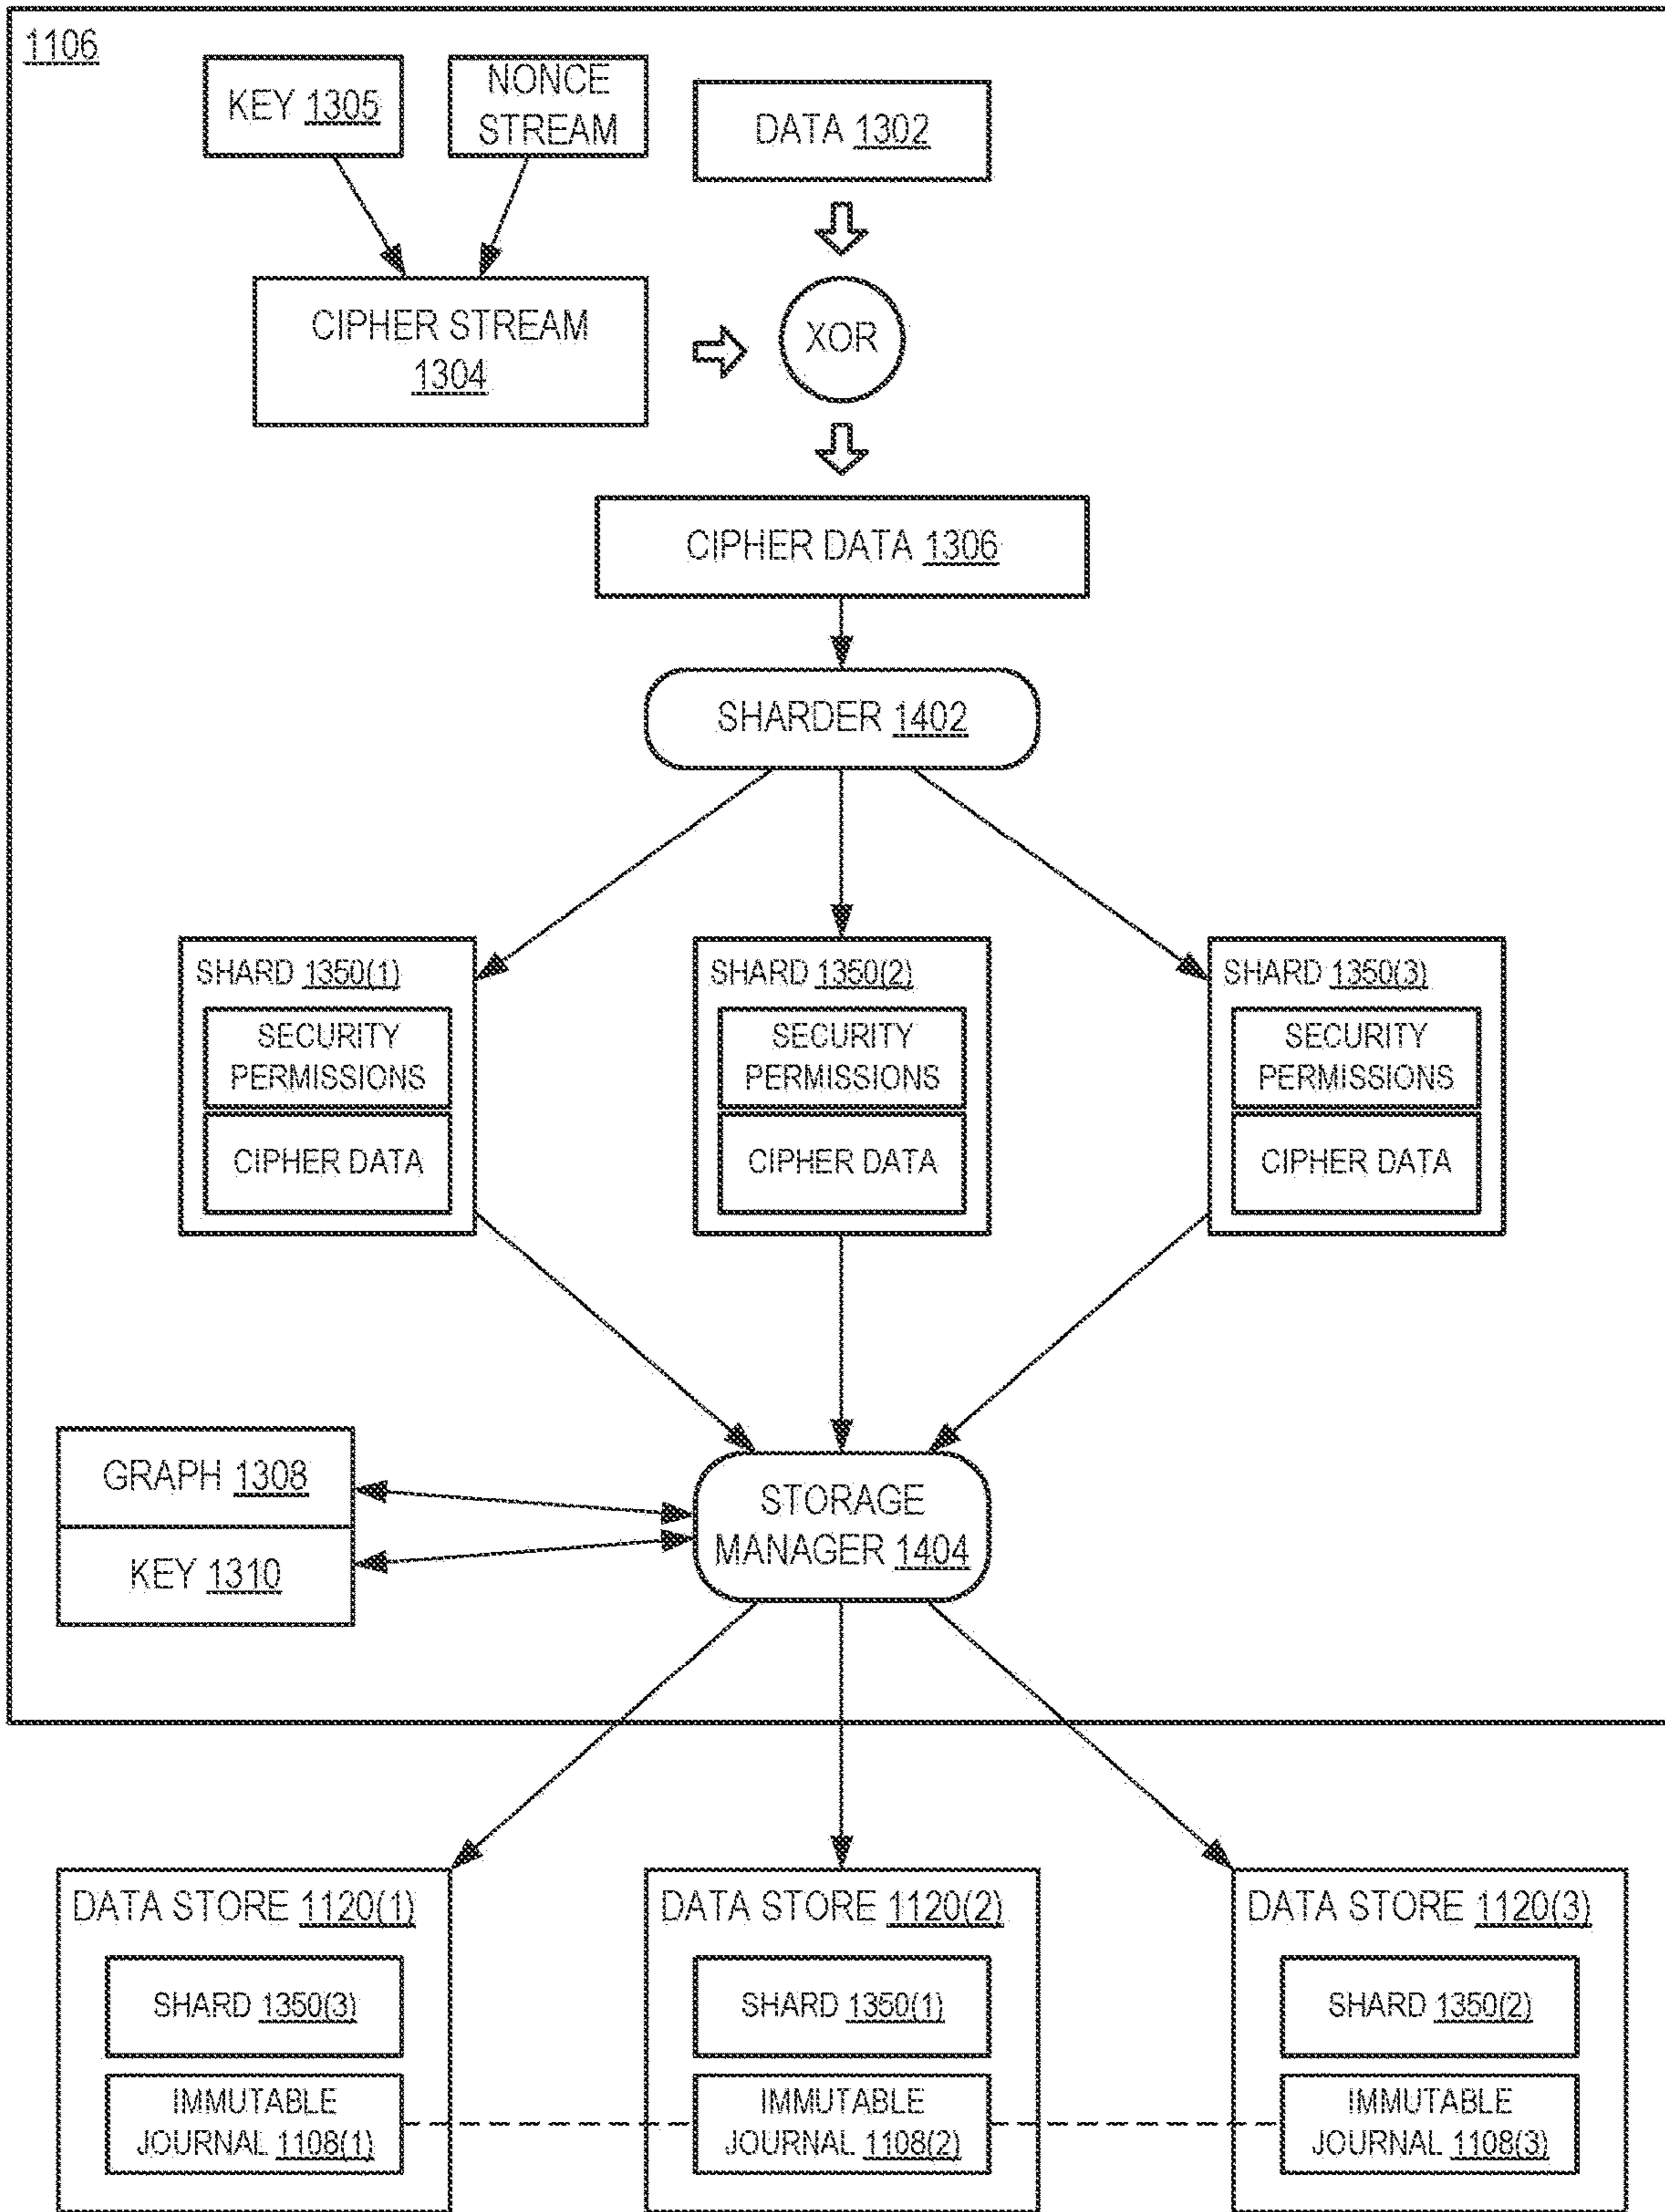 1106
KEY 1305
NONCE
STREAM
DATA 1302
CIPHER STREAM
1304
XOR
CIPHER DATA 1306
SHARDER 1402
SHARD 1350(1)
SECURITY
PERMISSIONS
CIPHER DATA
SHARD 1350(2)
SECURITY
PERMISSIONS
CIPHER DATA
SHARD 1350(3)
SECURITY
PERMISSIONS
CIPHER DATA
GRAPH 1308
KEY 1310
STORAGE
MANAGER 1404
DATA STORE 1120(1)
SHARD 1350(3)
IMMUTABLE
JOURNAL 1108(1)
DATA STORE 1120(2)
SHARD 1350(1)
IMMUTABLE
JOURNAL 1108(2)
DATA STORE 1120(3)
SHARD 1350(2)
IMMUTABLE
JOURNAL 1108(3)